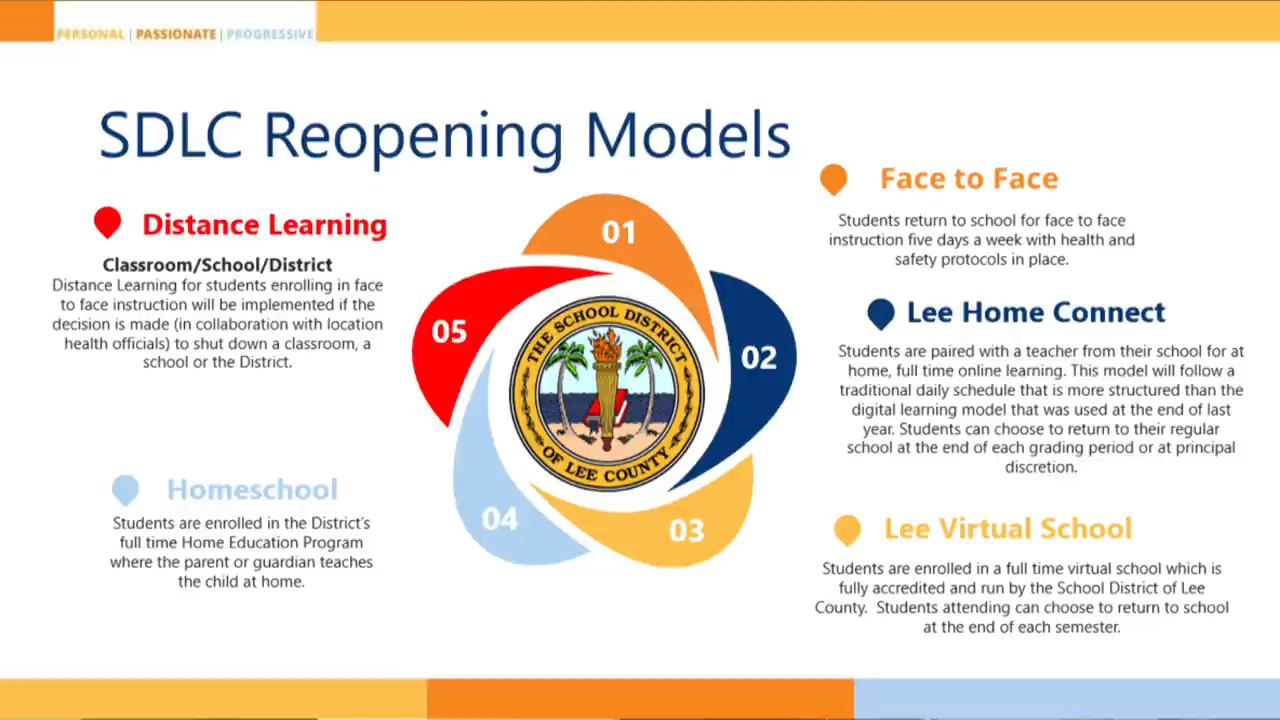 PERSONAL | PASSIONATE | PROGRESSIVE
SDLC Reopening Models
Distance Learning
Classroom/School/District
Distance Learning for students enrolling in face
to face instruction will be implemented if the
decision is made (in collaboration with location
health officials) to shut down a classroom, a
school or the District.
Homeschool
Students are enrolled in the District's
full time Home Education Program
where the parent or guardian teaches
the child at home.
01
02
03
04
05
THE SCHOOL DISTRICT
OF LEE COUNTY
Face to Face
Students return to school for face to face
instruction five days a week with health and
safety protocols in place.
Lee Home Connect
Students are paired with a teacher from their school for at
home, full time online learning. This model will follow a
traditional daily schedule that is more structured than the
digital learning model that was used at the end of last
year. Students can choose to return to their regular
school at the end of each grading period or at principal
discretion.
Lee Virtual School
Students are enrolled in a full time virtual school which is
fully accredited and run by the School District of Lee
County.  Students attending can choose to return to school
at the end of each semester.